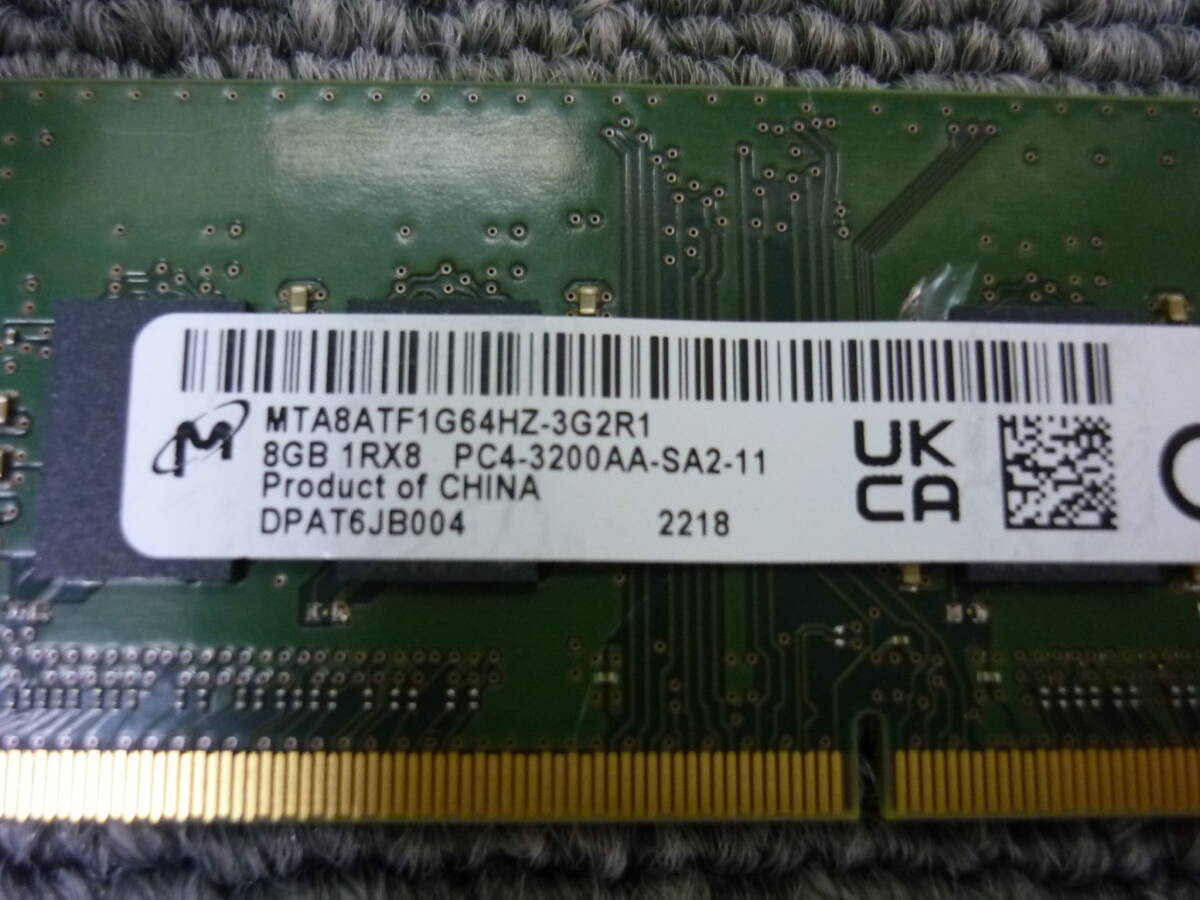 MTA8ATF1G64HZ-3G2R1
8GB 1RX8 PC4-3200AA-SA2-11
Product of CHINA
DPAT6JB004 2218
UK
CA